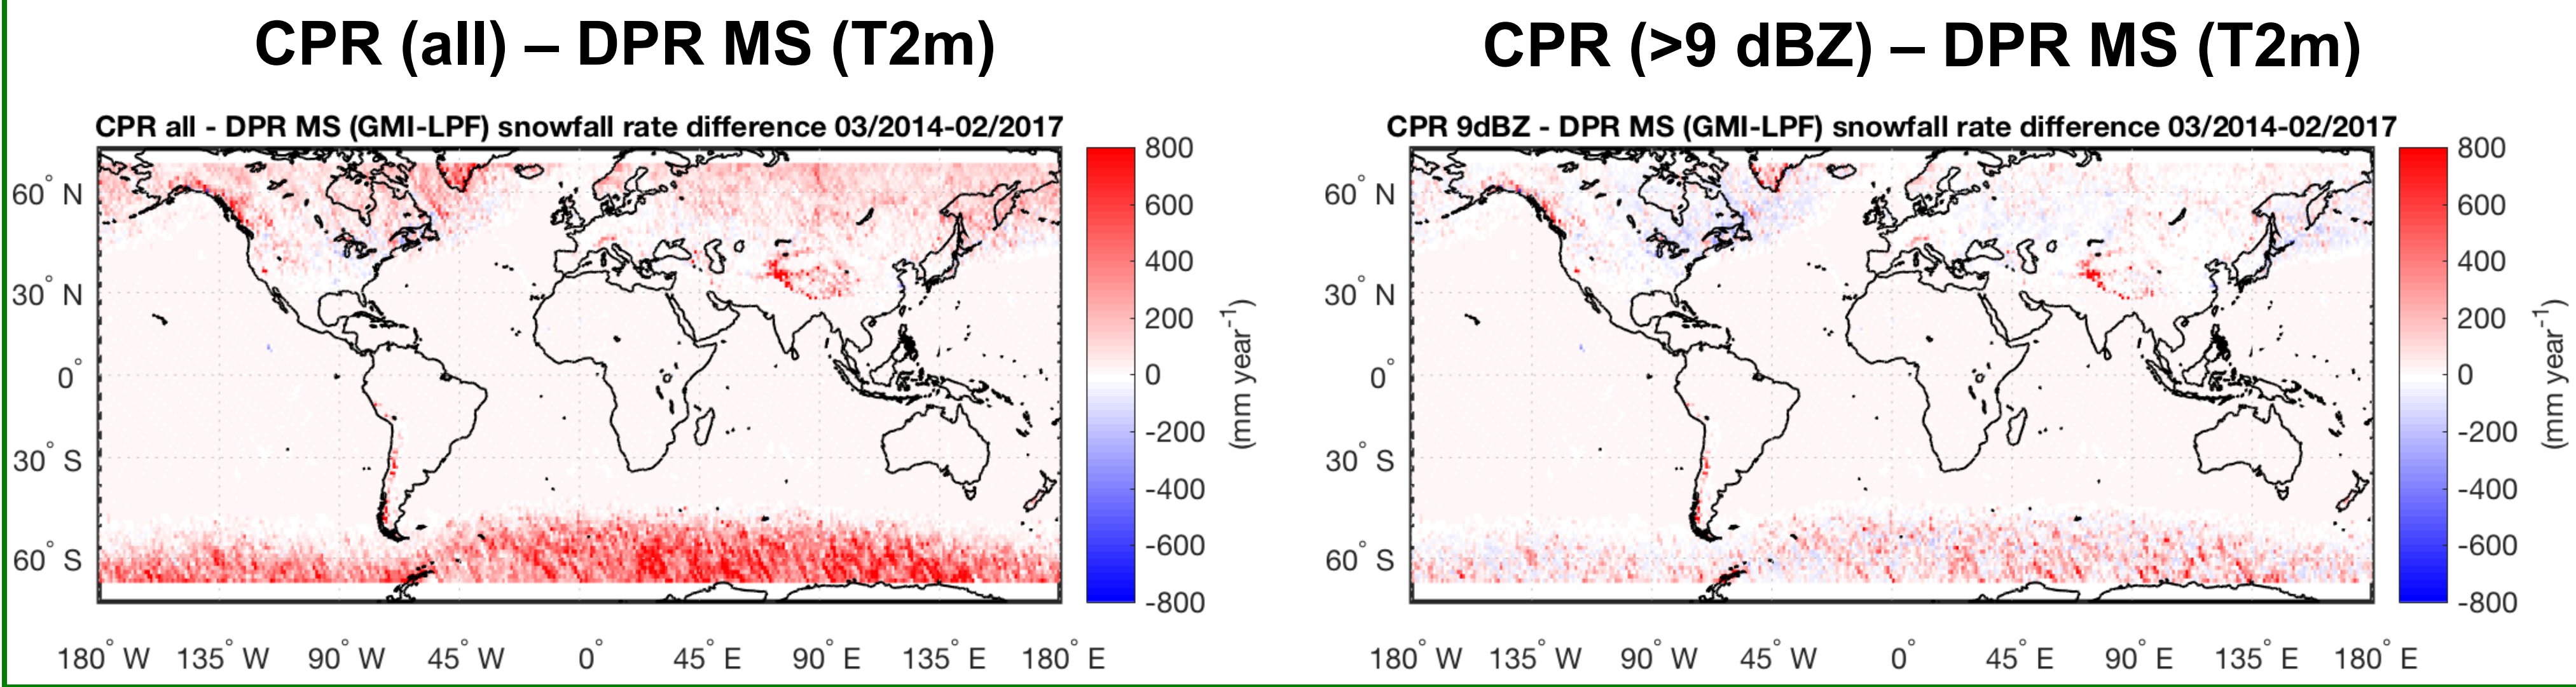 CPR (all) – DPR MS (T2m)
CPR all - DPR MS (GMI-LPF) snowfall rate difference 03/2014-02/2017
60° N
30° N
0°
30° S
60° S
180° W 135° W 90° W 45° W 0° 45° E 90° E 135° E 180° E
800
600
400
200
0
-200
-400
-600
-800
(mm year⁻¹)
CPR (>9 dBZ) – DPR MS (T2m)
CPR 9dBZ - DPR MS (GMI-LPF) snowfall rate difference 03/2014-02/2017
60° N
30° N
0°
30° S
60° S
180° W 135° W 90° W 45° W 0° 45° E 90° E 135° E 180° E
800
600
400
200
0
-200
-400
-600
-800
(mm year⁻¹)